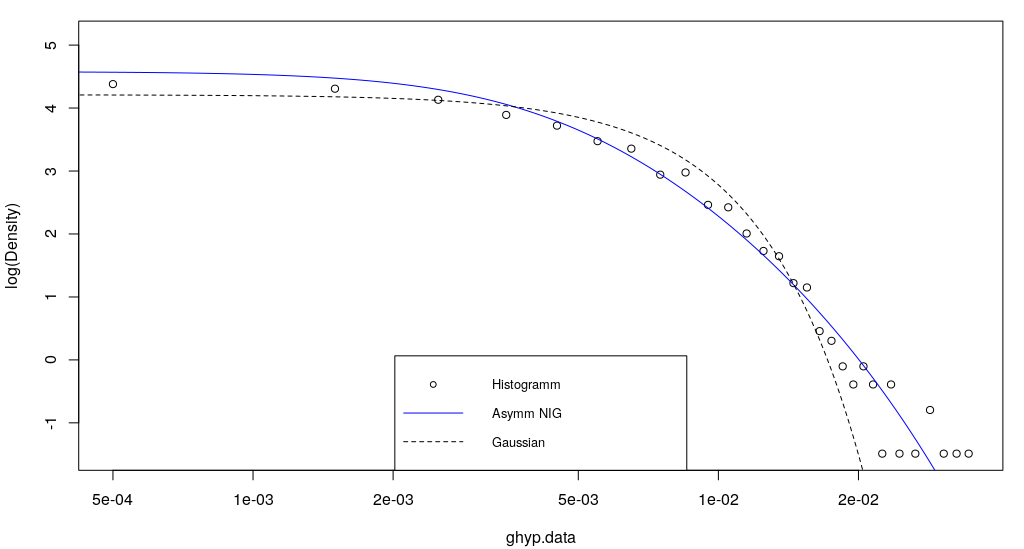 5
4
3
2
1
0
-1
log(Density)
Histogramm
Asymm NIG
Gaussian
5e-04 1e-03 2e-03 5e-03 1e-02 2e-02
ghyp.data